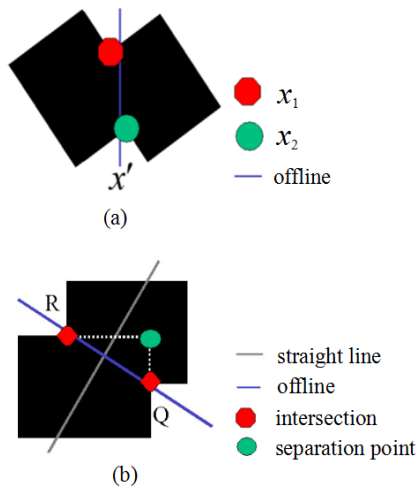 x₁
x₂
offline
x′
(a)
R
Q
straight line
offline
intersection
separation point
(b)